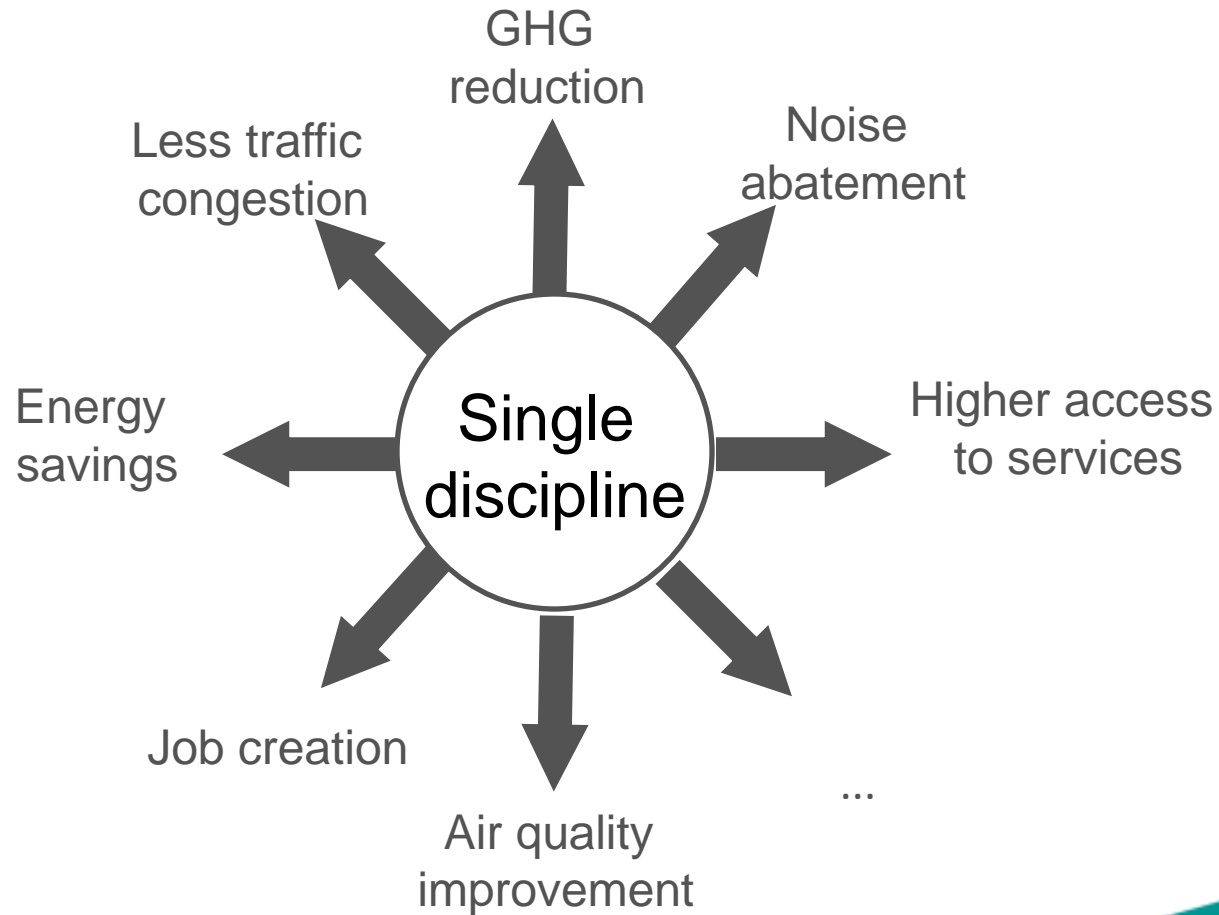 GHG
reduction
Less traffic
congestion
Noise
abatement
Energy
savings
Single
discipline
Higher access
to services
Job creation
...
Air quality
improvement